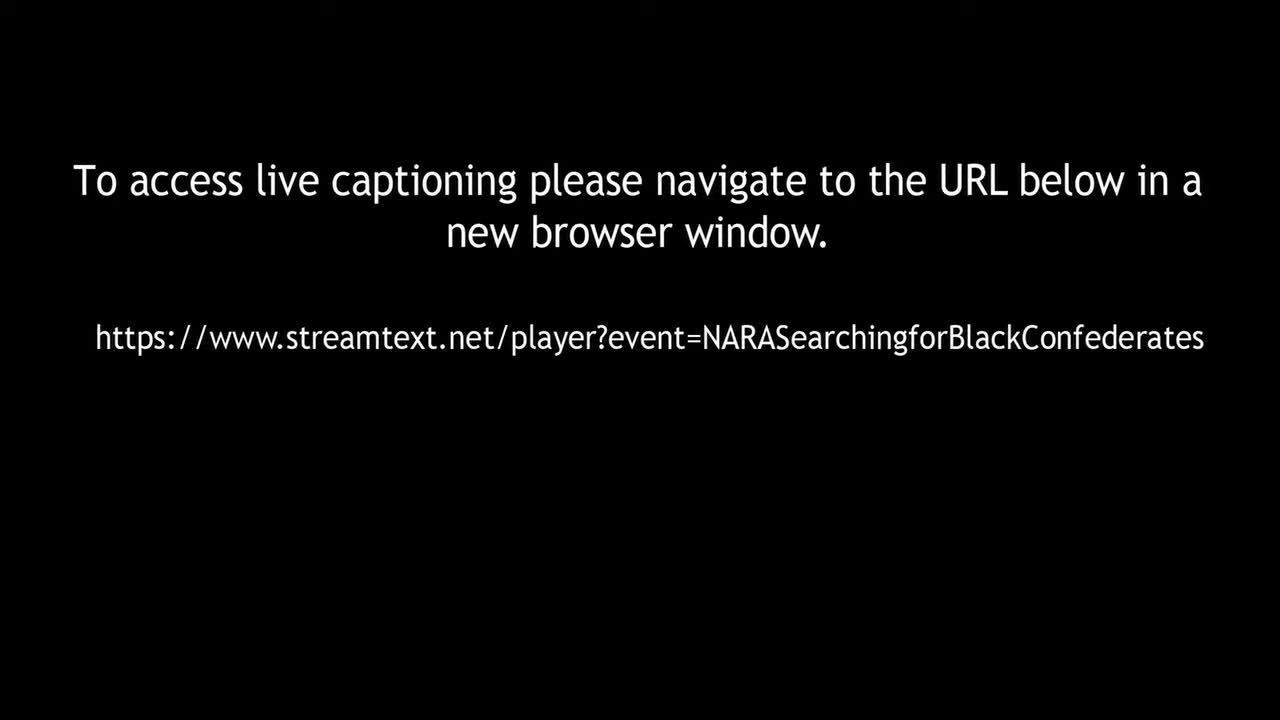 To access live captioning please navigate to the URL below in a
new browser window.
https://www.streamtext.net/player?event=NARASearchingforBlackConfederates